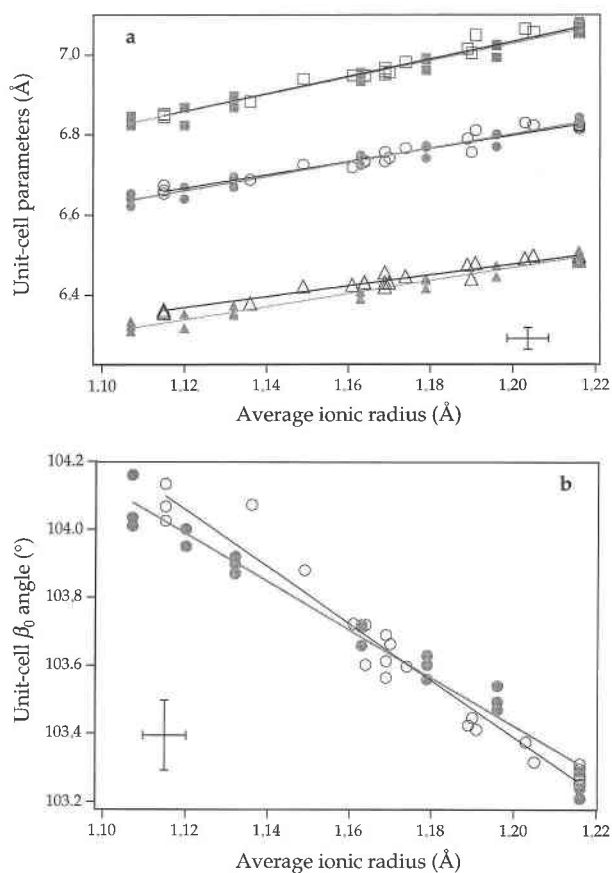 a
7.0
6.8
6.6
6.4
Unit-cell parameters (Å)
1,10 1,12 1,14 1,16 1,18 1,20 1,22
Average ionic radius (Å)
b
104.2
104.0
103.8
103.6
103.4
103.2
Unit-cell β0 angle (°)
1,10 1,12 1,14 1,16 1,18 1,20 1,22
Average ionic radius (Å)